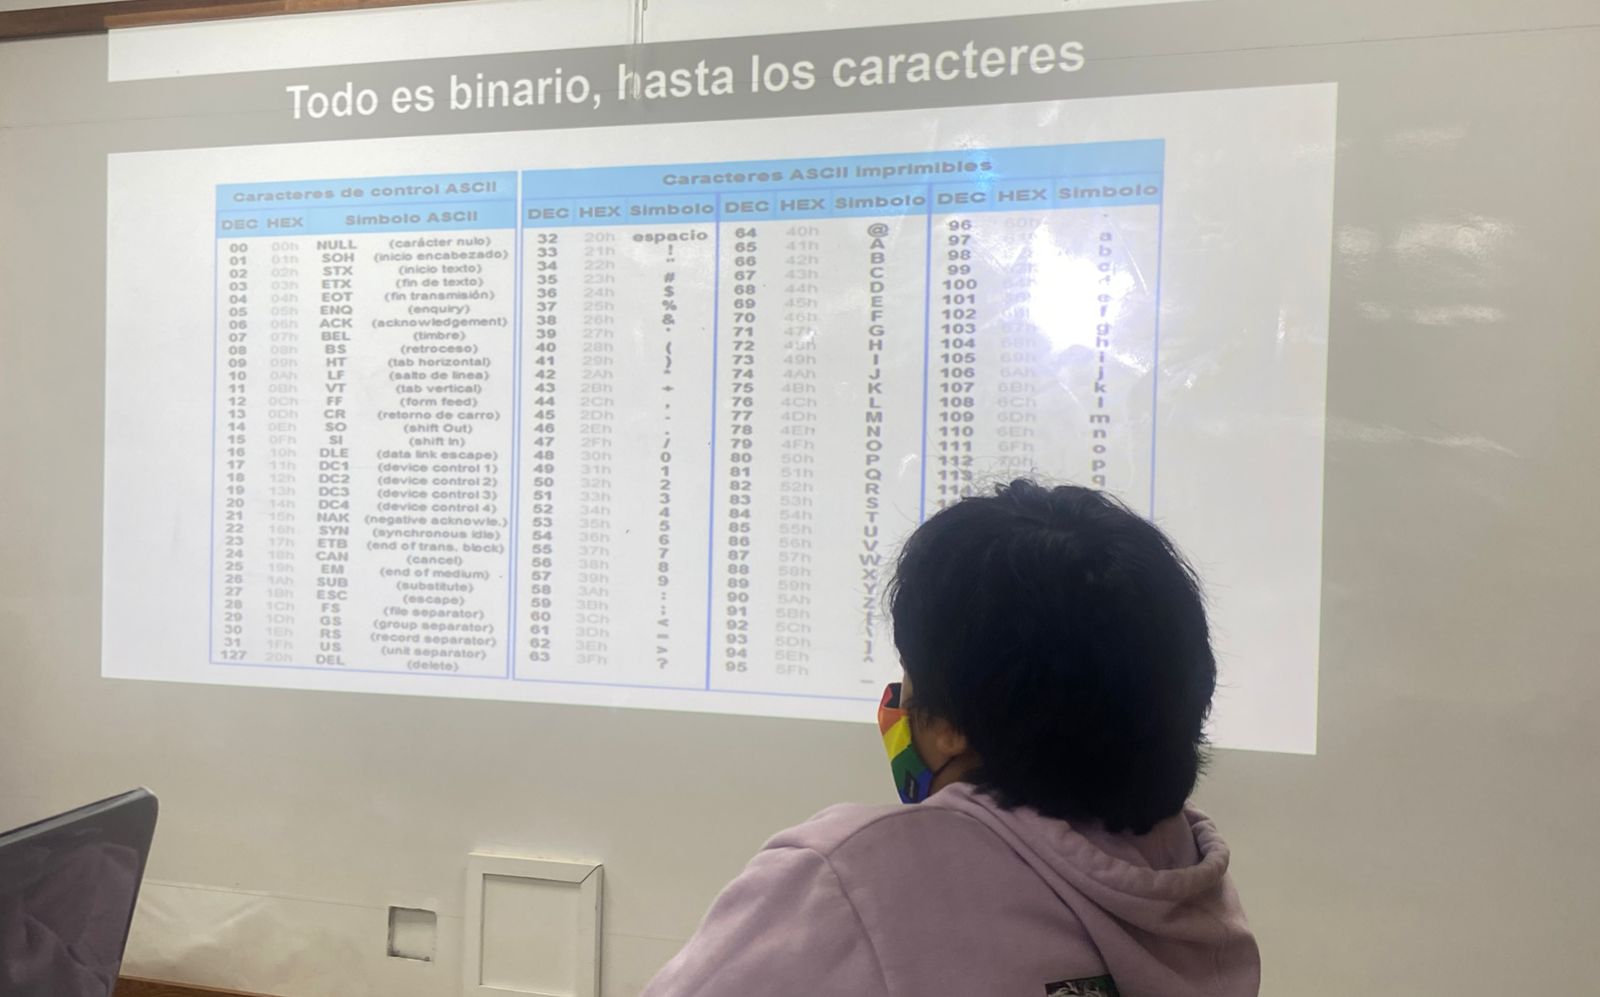 Todo es binario, hasta los caracteres
Caracteres de control ASCII
DEC HEX Simbolo ASCII
00 00h NULL (carácter nulo)
01 01h SOH (inicio encabezado)
02 02h STX (inicio texto)
03 03h ETX (fin de texto)
04 04h EOT (fin transmisión)
05 05h ENQ (enquiry)
06 06h ACK (acknowledgement)
07 07h BEL (timbre)
08 08h BS (retroceso)
09 09h HT (tab horizontal)
10 0Ah LF (salto de linea)
11 0Bh VT (tab vertical)
12 0Ch FF (form feed)
13 0Dh CR (retorno de carro)
14 0Eh SO (shift Out)
15 0Fh SI (shift In)
16 10h DLE (data link escape)
17 11h DC1 (device control 1)
18 12h DC2 (device control 2)
19 13h DC3 (device control 3)
20 14h DC4 (device control 4)
21 15h NAK (negative acknowle.)
22 16h SYN (synchronous idle)
23 17h ETB (end of trans. block)
24 18h CAN (cancel)
25 19h EM (end of medium)
26 1Ah SUB (substitute)
27 1Bh ESC (escape)
28 1Ch FS (file separator)
29 1Dh GS (group separator)
30 1Eh RS (record separator)
31 1Fh US (unit separator)
127 20h DEL (delete)
Caracteres ASCII imprimibles
DEC HEX Simbolo
32 20h espacio
33 21h !
34 22h "
35 23h #
36 24h $
37 25h %
38 26h &
39 27h '
40 28h (
41 29h )
42 2Ah *
43 2Bh +
44 2Ch ,
45 2Dh -
46 2Eh .
47 2Fh /
48 30h 0
49 31h 1
50 32h 2
51 33h 3
52 34h 4
53 35h 5
54 36h 6
55 37h 7
56 38h 8
57 39h 9
58 3Ah :
59 3Bh ;
60 3Ch <
61 3Dh =
62 3Eh >
63 3Fh ?
DEC HEX Simbolo
64 40h @
65 41h A
66 42h B
67 43h C
68 44h D
69 45h E
70 46h F
71 47h G
72 48h H
73 49h I
74 4Ah J
75 4Bh K
76 4Ch L
77 4Dh M
78 4Eh N
79 4Fh O
80 50h P
81 51h Q
82 52h R
83 53h S
84 54h T
85 55h U
86 56h V
87 57h W
88 58h X
89 59h Y
90 5Ah Z
91 5Bh [
92 5Ch \
93 5Dh ]
94 5Eh ^
95 5Fh _
DEC HEX Simbolo
96 60h `
97 a
98 b
99 c
100 d
101 e
102 f
103 67h g
104 68h h
105 69h i
106 6Ah j
107 6Bh k
108 6Ch l
109 6Dh m
110 6Eh n
111 6Fh o
112 70h p
113 q